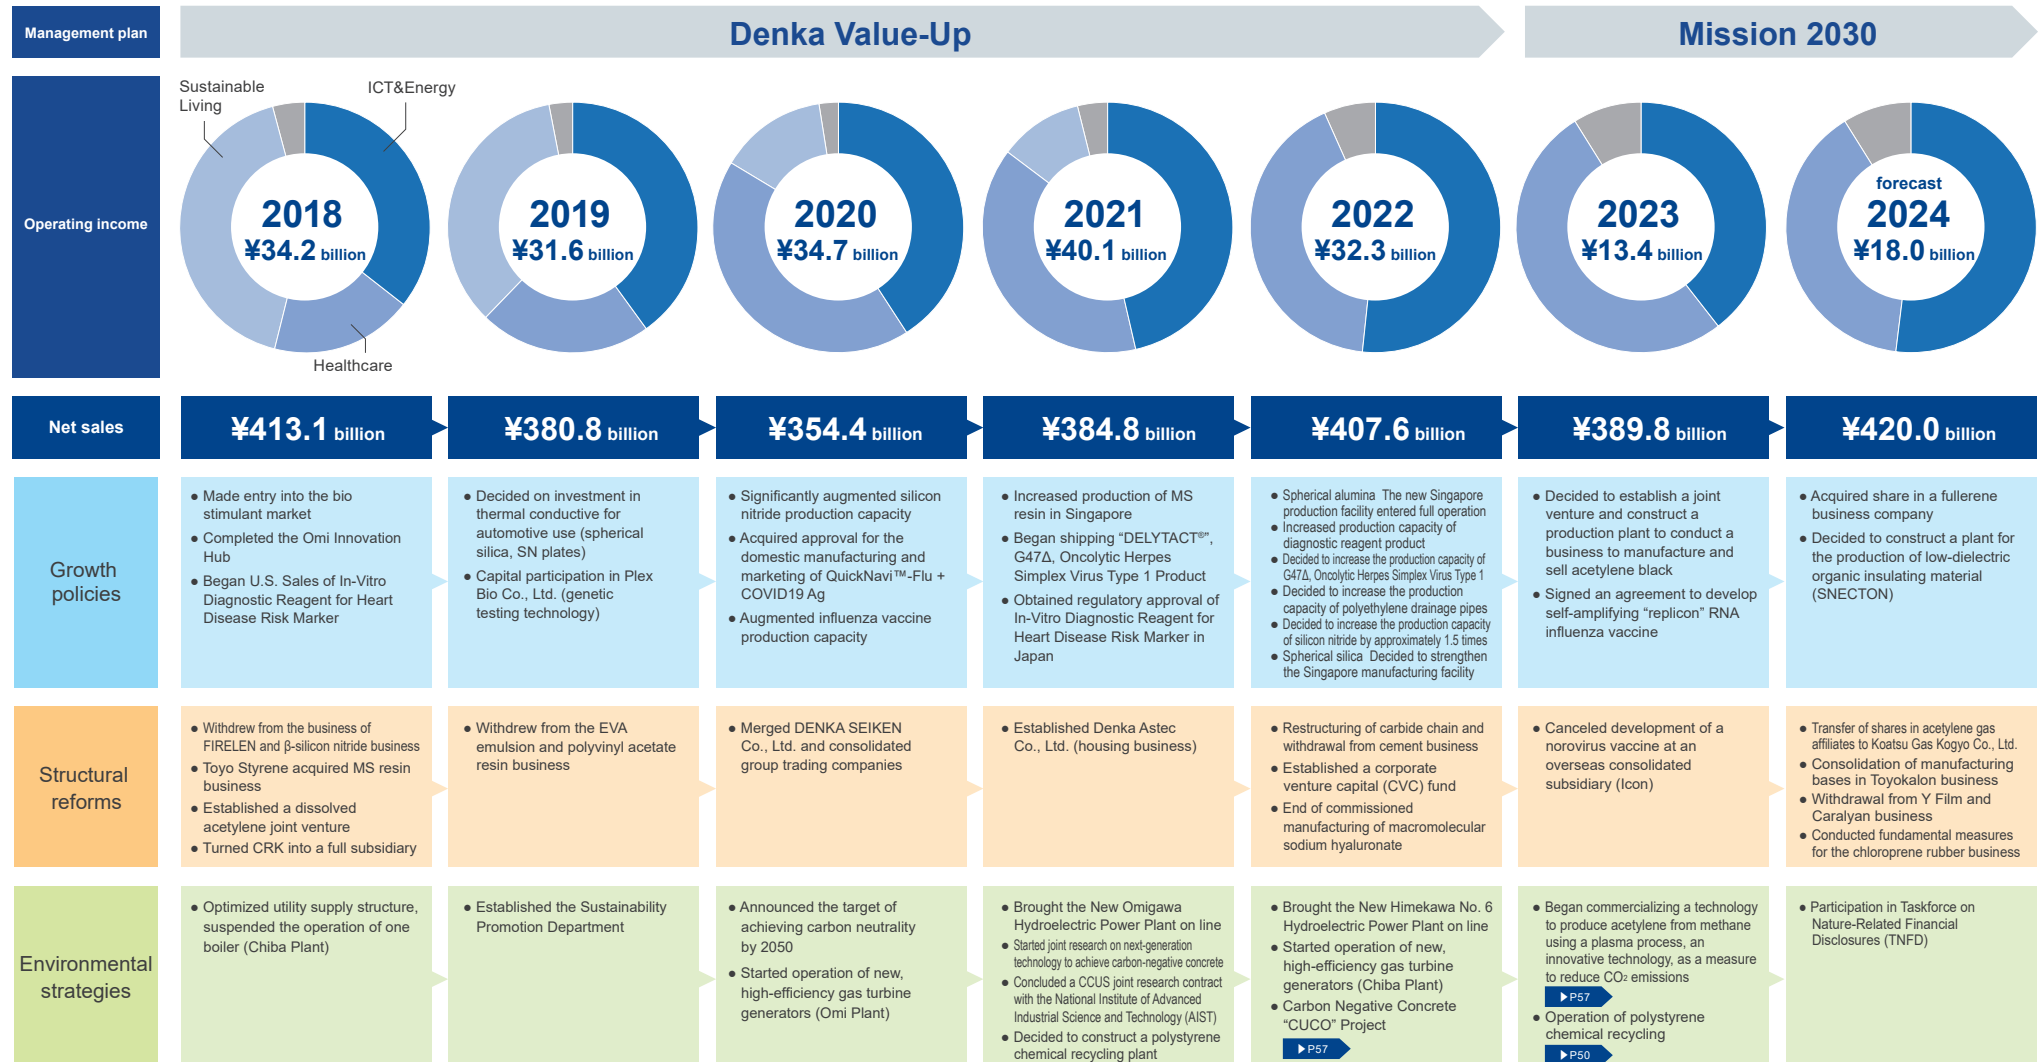 Management plan
Denka Value-Up
Mission 2030
Operating income
Sustainable
Living
ICT&Energy
Healthcare
2018
¥34.2 billion
2019
¥31.6 billion
2020
¥34.7 billion
2021
¥40.1 billion
2022
¥32.3 billion
2023
¥13.4 billion
forecast
2024
¥18.0 billion
Net sales
¥413.1 billion
¥380.8 billion
¥354.4 billion
¥384.8 billion
¥407.6 billion
¥389.8 billion
¥420.0 billion
Growth
policies
● Made entry into the bio
stimulant market
● Completed the Omi Innovation
Hub
● Began U.S. Sales of In-Vitro
Diagnostic Reagent for Heart
Disease Risk Marker
● Decided on investment in
thermal conductive for
automotive use (spherical
silica, SN plates)
● Capital participation in Plex
Bio Co., Ltd. (genetic
testing technology)
● Significantly augmented silicon
nitride production capacity
● Acquired approval for the
domestic manufacturing and
marketing of QuickNavi™-Flu +
COVID19 Ag
● Augmented influenza vaccine
production capacity
● Increased production of MS
resin in Singapore
● Began shipping “DELYTACT®”,
G47Δ, Oncolytic Herpes
Simplex Virus Type 1 Product
● Obtained regulatory approval of
In-Vitro Diagnostic Reagent for
Heart Disease Risk Marker in
Japan
● Spherical alumina The new Singapore
production facility entered full operation
● Increased production capacity of
diagnostic reagent product
● Decided to increase the production capacity of
G47Δ, Oncolytic Herpes Simplex Virus Type 1
● Decided to increase the production
capacity of polyethylene drainage pipes
● Decided to increase the production capacity
of silicon nitride by approximately 1.5 times
● Spherical silica Decided to strengthen
the Singapore manufacturing facility
● Decided to establish a joint
venture and construct a
production plant to conduct a
business to manufacture and
sell acetylene black
● Signed an agreement to develop
self-amplifying “replicon” RNA
influenza vaccine
● Acquired share in a fullerene
business company
● Decided to construct a plant for
the production of low-dielectric
organic insulating material
(SNECTON)
Structural
reforms
● Withdrew from the business of
FIRELEN and β-silicon nitride business
● Toyo Styrene acquired MS resin
business
● Established a dissolved
acetylene joint venture
● Turned CRK into a full subsidiary
● Withdrew from the EVA
emulsion and polyvinyl acetate
resin business
● Merged DENKA SEIKEN
Co., Ltd. and consolidated
group trading companies
● Established Denka Astec
Co., Ltd. (housing business)
● Restructuring of carbide chain and
withdrawal from cement business
● Established a corporate
venture capital (CVC) fund
● End of commissioned
manufacturing of macromolecular
sodium hyaluronate
● Canceled development of a
norovirus vaccine at an
overseas consolidated
subsidiary (Icon)
● Transfer of shares in acetylene gas
affiliates to Koatsu Gas Kogyo Co., Ltd.
● Consolidation of manufacturing
bases in Toyokalon business
● Withdrawal from Y Film and
Caralyan business
● Conducted fundamental measures
for the chloroprene rubber business
Environmental
strategies
● Optimized utility supply structure,
suspended the operation of one
boiler (Chiba Plant)
● Established the Sustainability
Promotion Department
● Announced the target of
achieving carbon neutrality
by 2050
● Started operation of new,
high-efficiency gas turbine
generators (Omi Plant)
● Brought the New Omigawa
Hydroelectric Power Plant on line
● Started joint research on next-generation
technology to achieve carbon-negative concrete
● Concluded a CCUS joint research contract
with the National Institute of Advanced
Industrial Science and Technology (AIST)
● Decided to construct a polystyrene
chemical recycling plant
● Brought the New Himekawa No. 6
Hydroelectric Power Plant on line
● Started operation of new,
high-efficiency gas turbine
generators (Chiba Plant)
● Carbon Negative Concrete
“CUCO” Project
▶P57
● Began commercializing a technology
to produce acetylene from methane
using a plasma process, an
innovative technology, as a measure
to reduce CO2 emissions
▶P57
● Operation of polystyrene
chemical recycling
▶P50
● Participation in Taskforce on
Nature-Related Financial
Disclosures (TNFD)